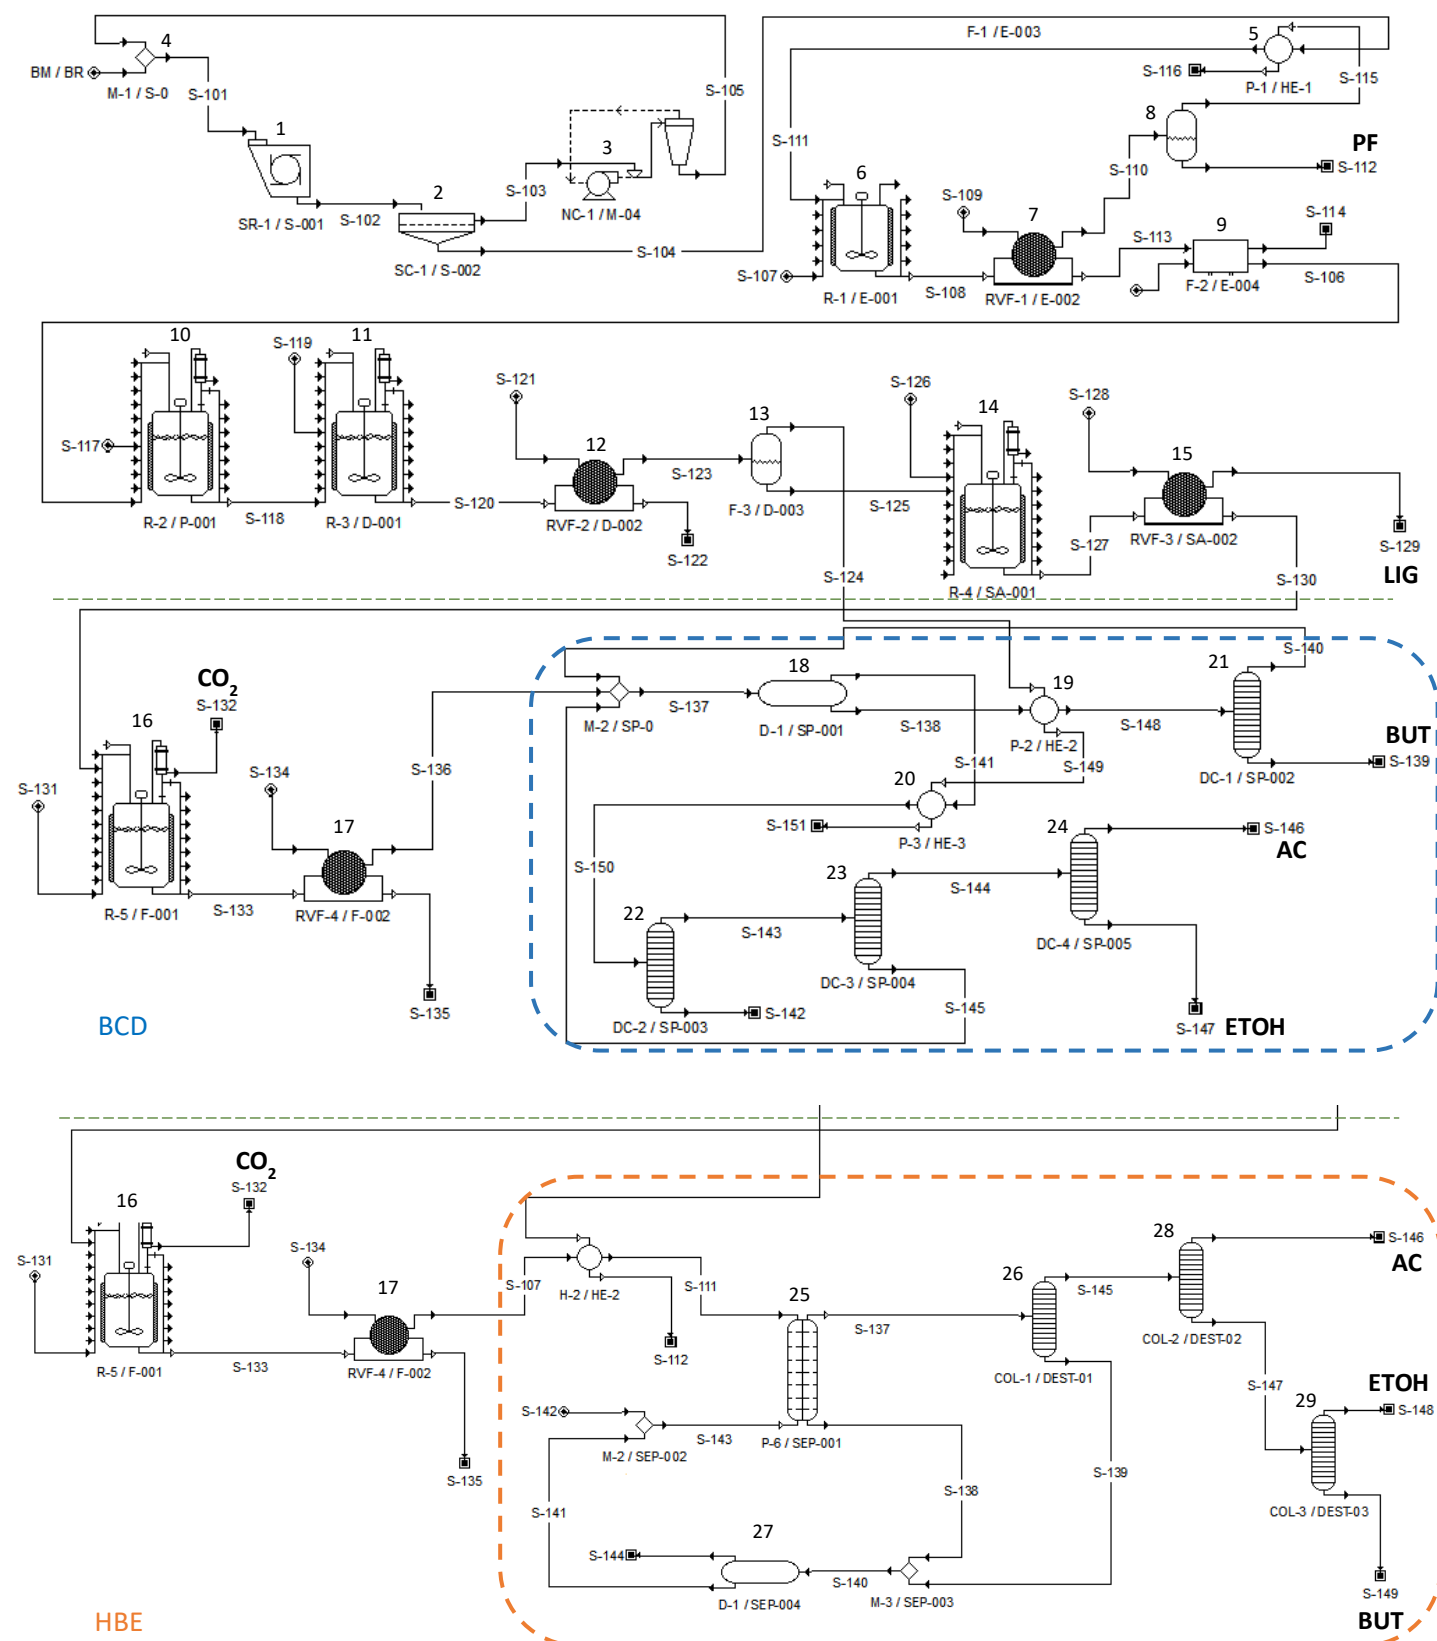 4
BM / BR
M-1 / S-0
S-101
1
SR-1 / S-001
S-102
2
SC-1 / S-002
S-103
3
NC-1 / M-04
S-105
S-104
F-1 / E-003
5
S-116
P-1 / HE-1
S-115
8
S-111
S-110
PF
S-112
6
S-109
7
S-114
9
S-113
S-107
R-1 / E-001
S-108
RVF-1 / E-002
F-2 / E-004
S-106
10
11
S-119
S-117
R-2 / P-001
S-118
R-3 / D-001
S-120
S-121
12
RVF-2 / D-002
S-122
S-123
13
F-3 / D-003
S-125
S-124
S-126
14
R-4 / SA-001
S-127
S-128
15
RVF-3 / SA-002
S-129
S-130
LIG
CO2
S-132
16
S-131
R-5 / F-001
S-133
S-134
17
RVF-4 / F-002
S-135
S-136
M-2 / SP-0
S-137
18
D-1 / SP-001
S-138
S-141
19
P-2 / HE-2
S-149
S-148
21
S-140
DC-1 / SP-002
BUT
S-139
20
S-151
P-3 / HE-3
S-150
22
DC-2 / SP-003
S-142
S-143
23
DC-3 / SP-004
S-145
S-144
24
DC-4 / SP-005
S-146
AC
S-147
ETOH
BCD
CO2
S-132
16
S-131
R-5 / F-001
S-133
S-134
17
RVF-4 / F-002
S-135
S-107
H-2 / HE-2
S-112
S-111
25
P-6 / SEP-001
S-137
26
COL-1 / DEST-01
S-145
28
COL-2 / DEST-02
S-146
AC
S-147
29
COL-3 / DEST-03
ETOH
S-148
S-149
BUT
S-142
M-2 / SEP-002
S-143
S-141
S-138
S-139
27
S-144
D-1 / SEP-004
S-140
M-3 / SEP-003
HBE